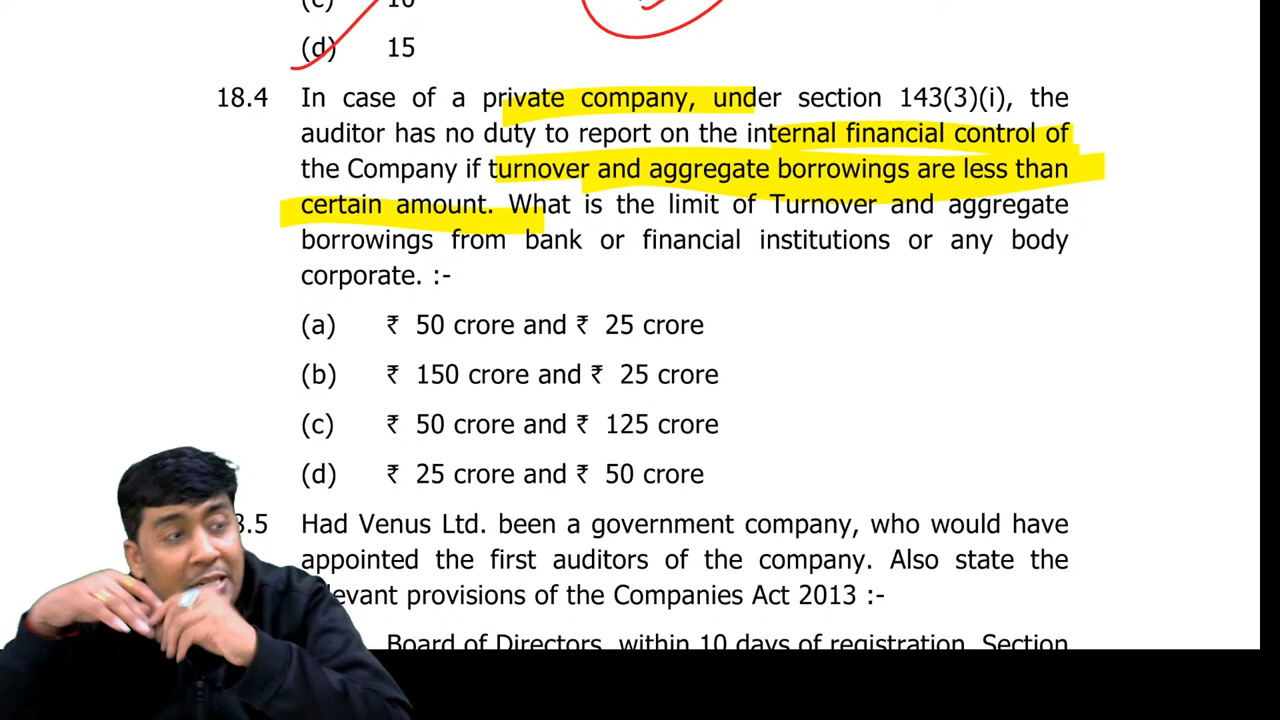 (c) 10
(d) 15
18.4 In case of a private company, under section 143(3)(i), the
auditor has no duty to report on the internal financial control of
the Company if turnover and aggregate borrowings are less than
certain amount. What is the limit of Turnover and aggregate
borrowings from bank or financial institutions or any body
corporate. :-
(a) ₹ 50 crore and ₹ 25 crore
(b) ₹ 150 crore and ₹ 25 crore
(c) ₹ 50 crore and ₹ 125 crore
(d) ₹ 25 crore and ₹ 50 crore
8.5 Had Venus Ltd. been a government company, who would have
appointed the first auditors of the company. Also state the
levant provisions of the Companies Act 2013 :-
Board of Directors, within 10 days of registration, Section